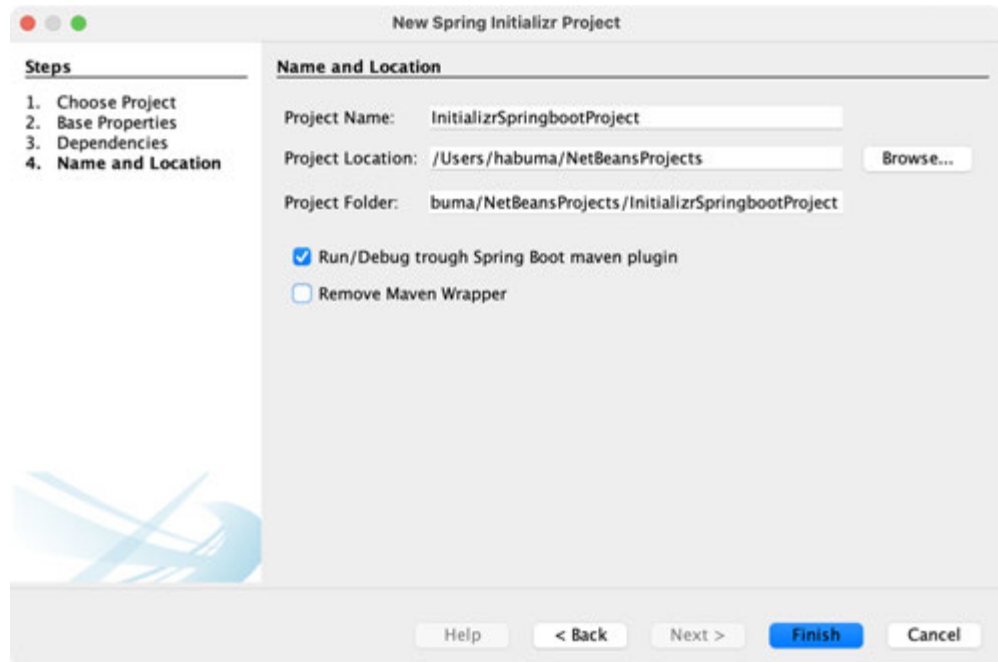 New Spring Initializr Project
Steps
1. Choose Project
2. Base Properties
3. Dependencies
4. Name and Location
Name and Location
Project Name: InitializrSpringbootProject
Project Location: /Users/habuma/NetBeansProjects Browse...
Project Folder: buma/NetBeansProjects/InitializrSpringbootProject
Run/Debug trough Spring Boot maven plugin
Remove Maven Wrapper
Help < Back Next > Finish Cancel